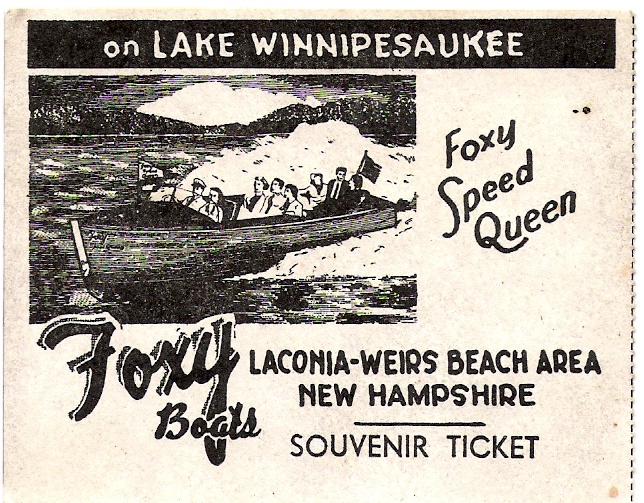 on LAKE WINNIPESAUKEE
Foxy
Speed
Queen
Foxy
Boats
LACONIA-WEIRS BEACH AREA
NEW HAMPSHIRE
SOUVENIR TICKET